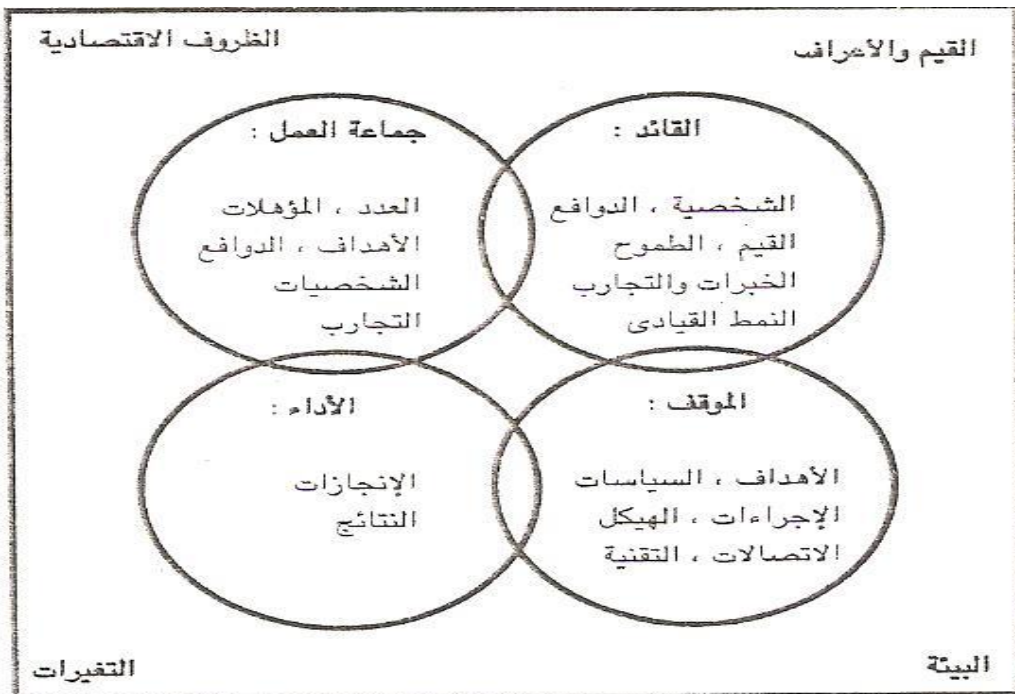 القيم والأعراف
الظروف الاقتصادية
القائد :
الشخصية ، الدوافع
القيم ، الطموح
الخبرات والتجارب
النمط القيادى
جماعة العمل :
العدد ، المؤهلات
الأهداف ، الدوافع
الشخصيات
التجارب
الموقف :
الأهداف ، السياسات
الإجراءات ، الهيكل
الاتصالات ، التقنية
الأداء :
الإنجازات
النتائج
البيئة
التغيرات